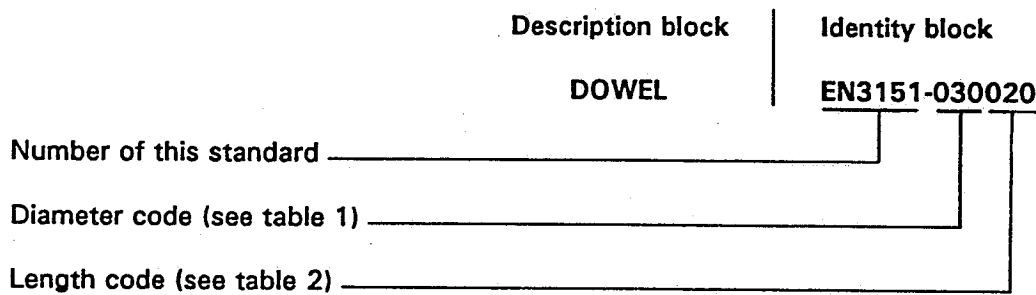 Description block Identity block
DOWEL EN3151-030020
Number of this standard
Diameter code (see table 1)
Length code (see table 2)